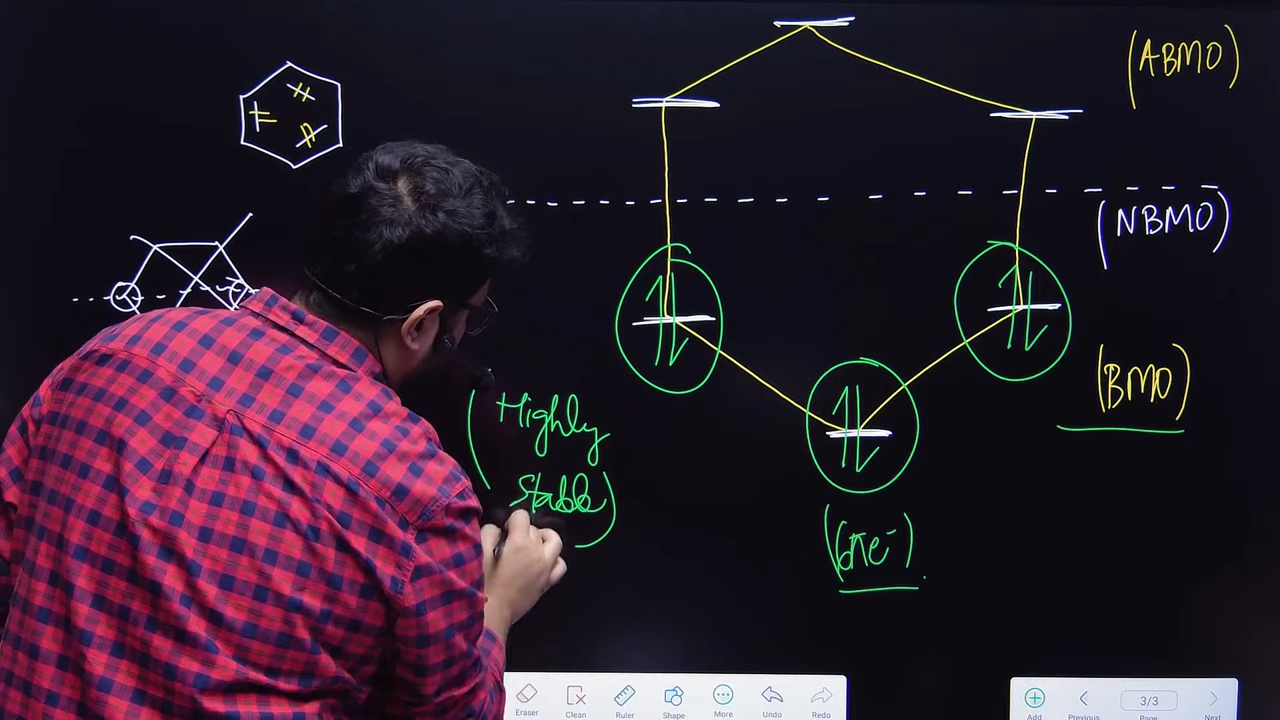 (ABMO)
(NBMO)
(BMO)
(Highly
Stable)
(6πe⁻)
Eraser
Clean
Ruler
Shape
More
Undo
Redo
Add
Previous
3/3
Page
Next